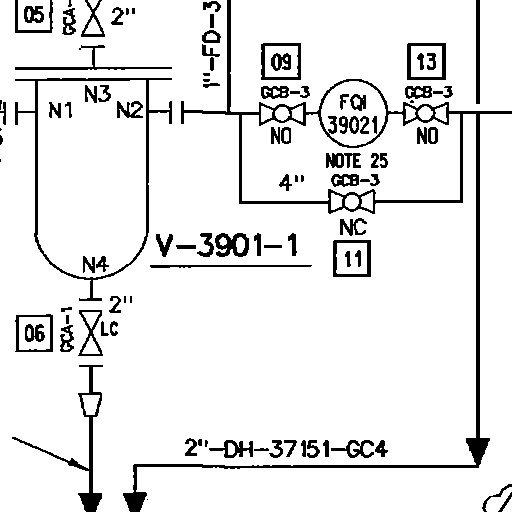 05
GCA-
2"
1"-FD-3
09
13
GCB-3
GCB-3
N3
N1
N2
FQI
39021
NO
NO
NOTE 25
4"
GCB-3
NC
V-3901-1
11
N4
2"
06
GCA-1
LC
2"-DH-37151-GC4